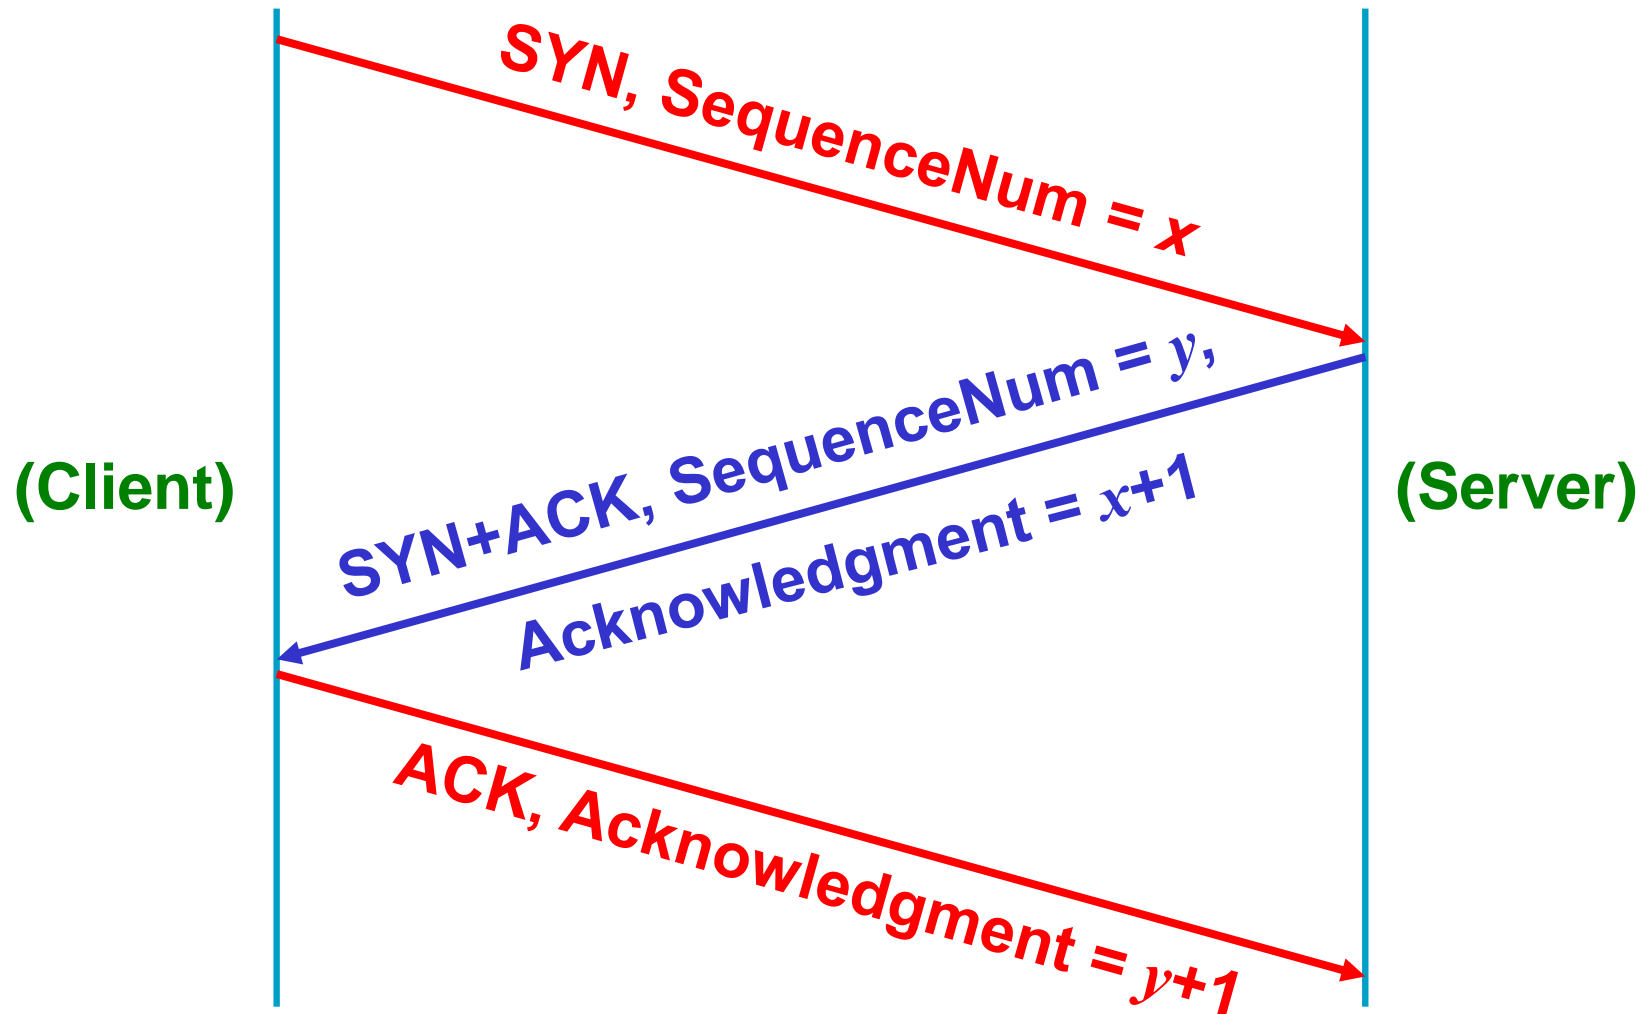 SYN, SequenceNum = x
SYN+ACK, SequenceNum = y,
Acknowledgment = x+1
(Client)
(Server)
ACK, Acknowledgment = y+1